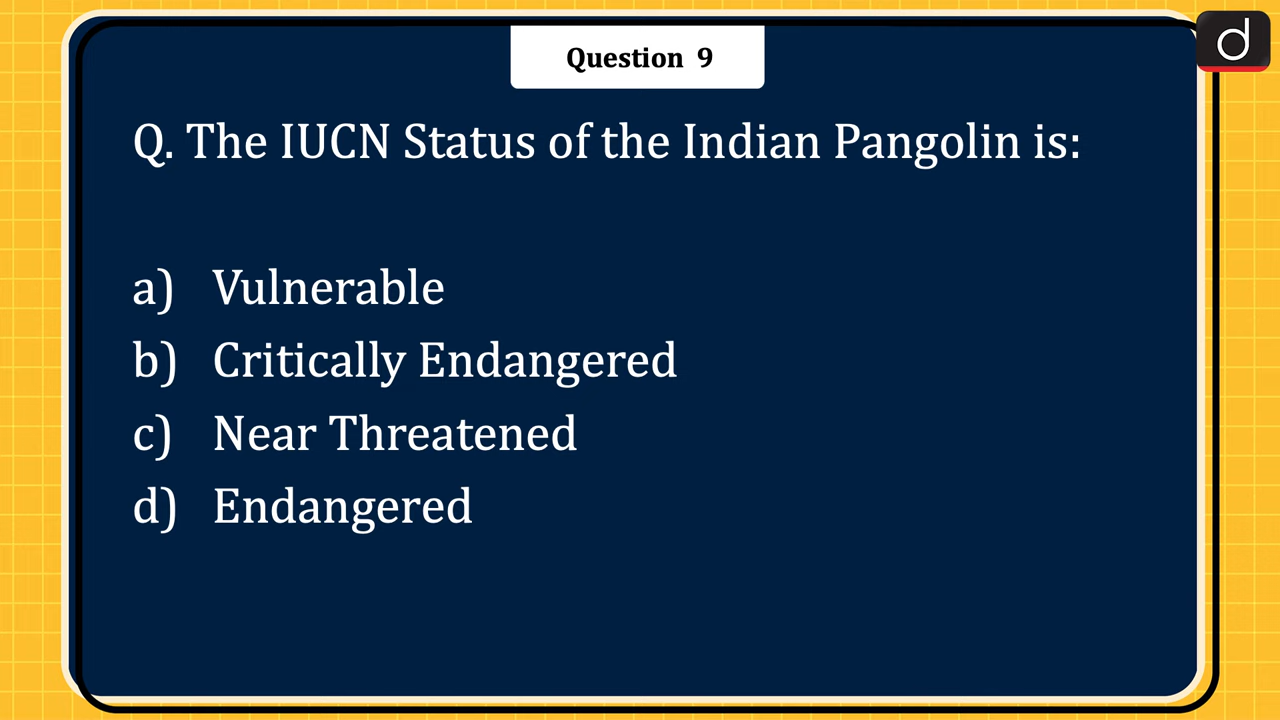 Question 9
d
Q. The IUCN Status of the Indian Pangolin is:
a) Vulnerable
b) Critically Endangered
c) Near Threatened
d) Endangered